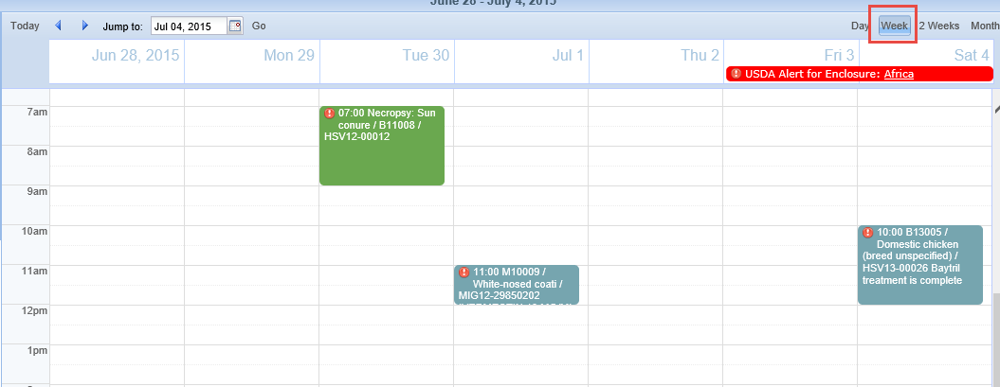 June 28 - July 4, 2015
Today Jump to: Jul 04, 2015 Go Day Week 2 Weeks Month
Jun 28, 2015 Mon 29 Tue 30 Jul 1 Thu 2 Fri 3 Sat 4
USDA Alert for Enclosure: Africa
7am
07:00 Necropsy: Sun
conure / B11008 /
HSV12-00012
8am
9am
10am
10:00 B13005 /
Domestic chicken
(breed unspecified) /
HSV13-00026 Baytril
treatment is complete
11am
11:00 M10009 /
White-nosed coati /
MIG12-29850202
12pm
1pm